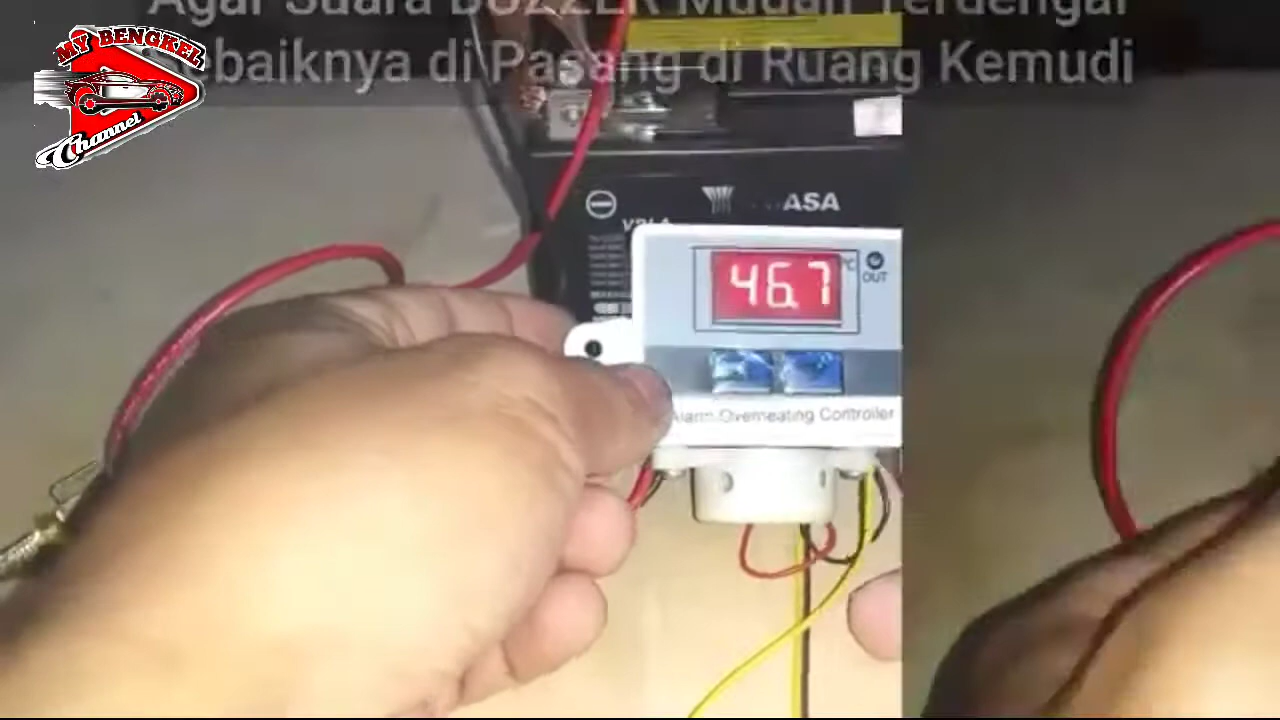 Agar Suara BUZZER Mudah Terdengar
Sebaiknya di Pasang di Ruang Kemudi
MY BENGKEL
Channel
ASA
46.7
°C
OUT
Alarm Overheating Controller